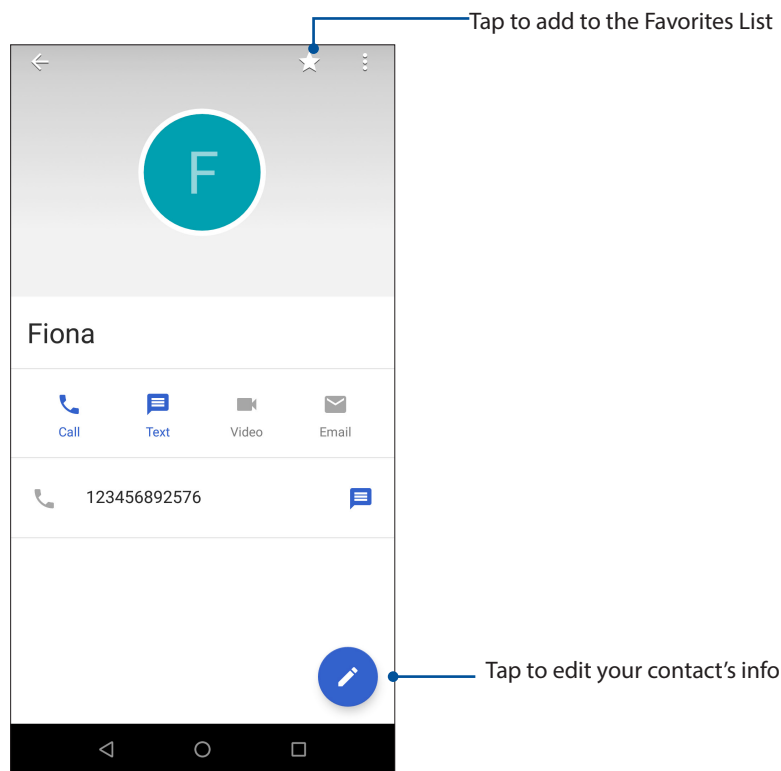 Tap to add to the Favorites List
F
Fiona
Call Text Video Email
123456892576
Tap to edit your contact’s info